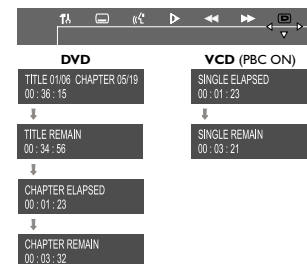 DVD
TITLE 01/06 CHAPTER 05/19
00 : 36 : 15
TITLE REMAIN
00 : 34 : 56
CHAPTER ELAPSED
00 : 01 : 23
CHAPTER REMAIN
00 : 03 : 32
VCD (PBC ON)
SINGLE ELAPSED
00 : 01 : 23
SINGLE REMAIN
00 : 03 : 21